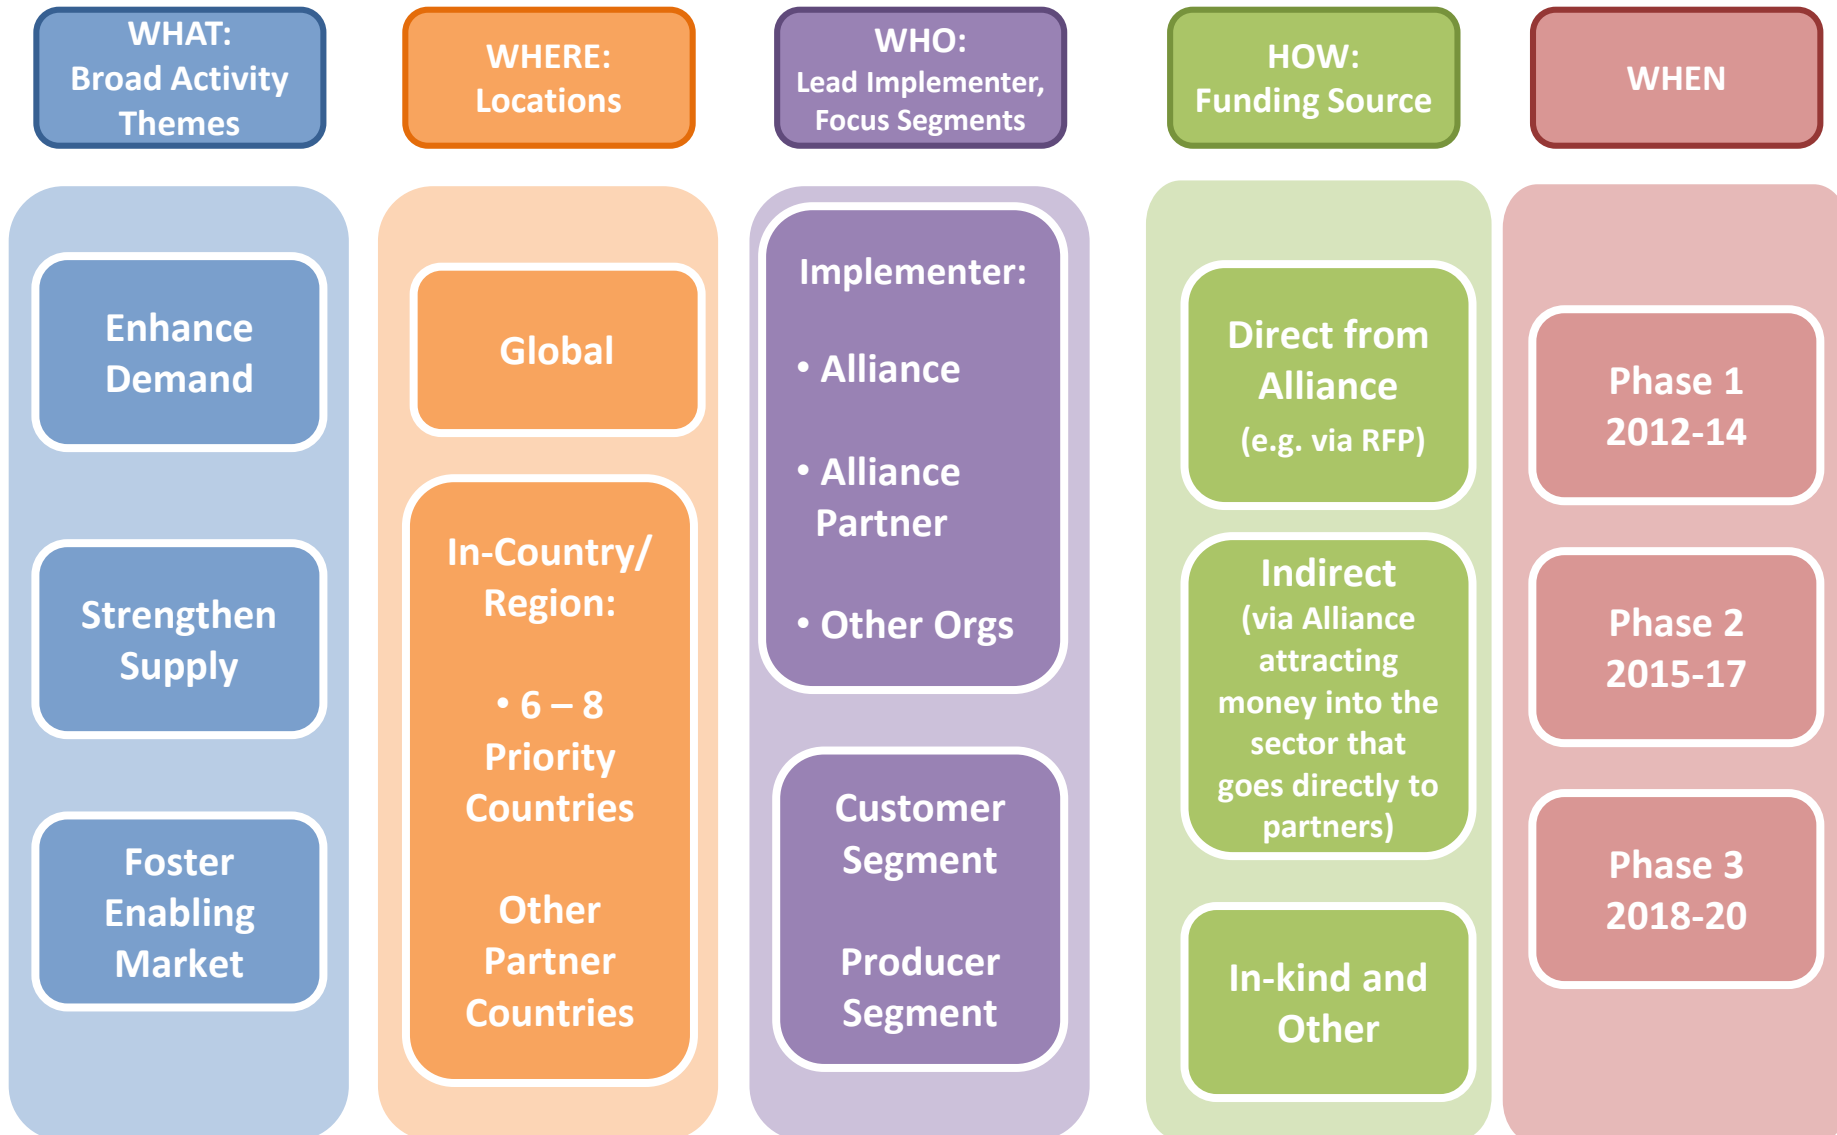 WHAT:
Broad Activity
Themes
WHERE:
Locations
WHO:
Lead Implementer,
Focus Segments
HOW:
Funding Source
WHEN
Enhance
Demand
Strengthen
Supply
Foster
Enabling
Market
Global
In-Country/
Region:
• 6 – 8
Priority
Countries
Other
Partner
Countries
Implementer:
• Alliance
• Alliance
Partner
• Other Orgs
Customer
Segment
Producer
Segment
Direct from
Alliance
(e.g. via RFP)
Indirect
(via Alliance
attracting
money into the
sector that
goes directly to
partners)
In-kind and
Other
Phase 1
2012-14
Phase 2
2015-17
Phase 3
2018-20